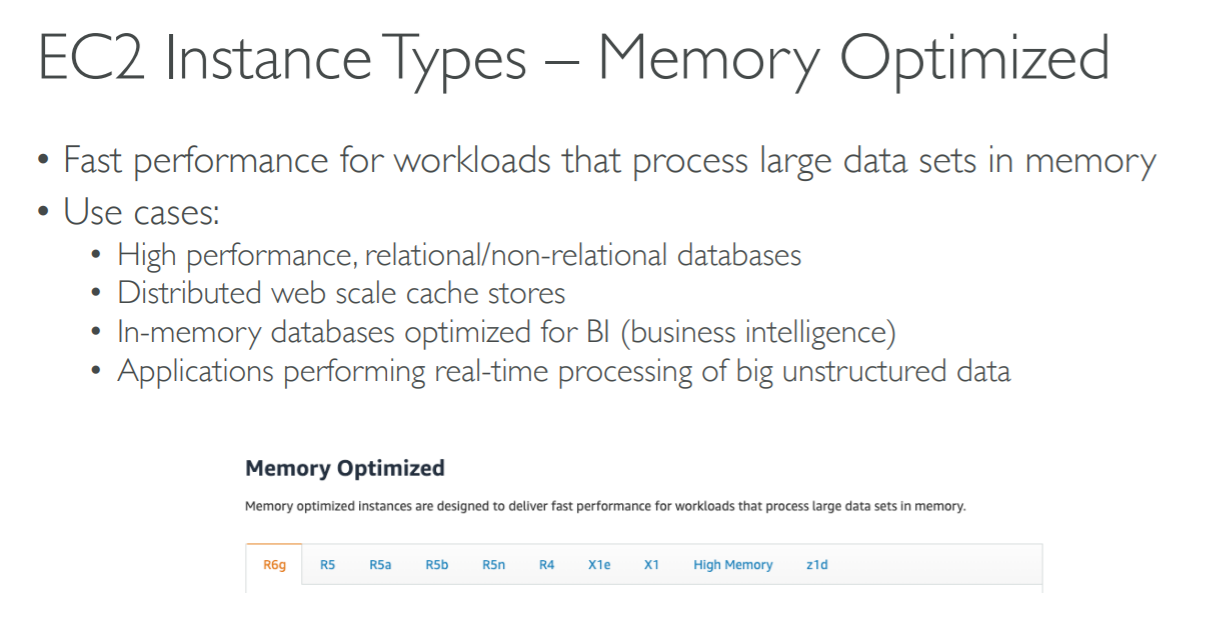 EC2 Instance Types – Memory Optimized
• Fast performance for workloads that process large data sets in memory
• Use cases:
• High performance, relational/non-relational databases
• Distributed web scale cache stores
• In-memory databases optimized for BI (business intelligence)
• Applications performing real-time processing of big unstructured data
Memory Optimized
Memory optimized instances are designed to deliver fast performance for workloads that process large data sets in memory.
R6g R5 R5a R5b R5n R4 X1e X1 High Memory z1d